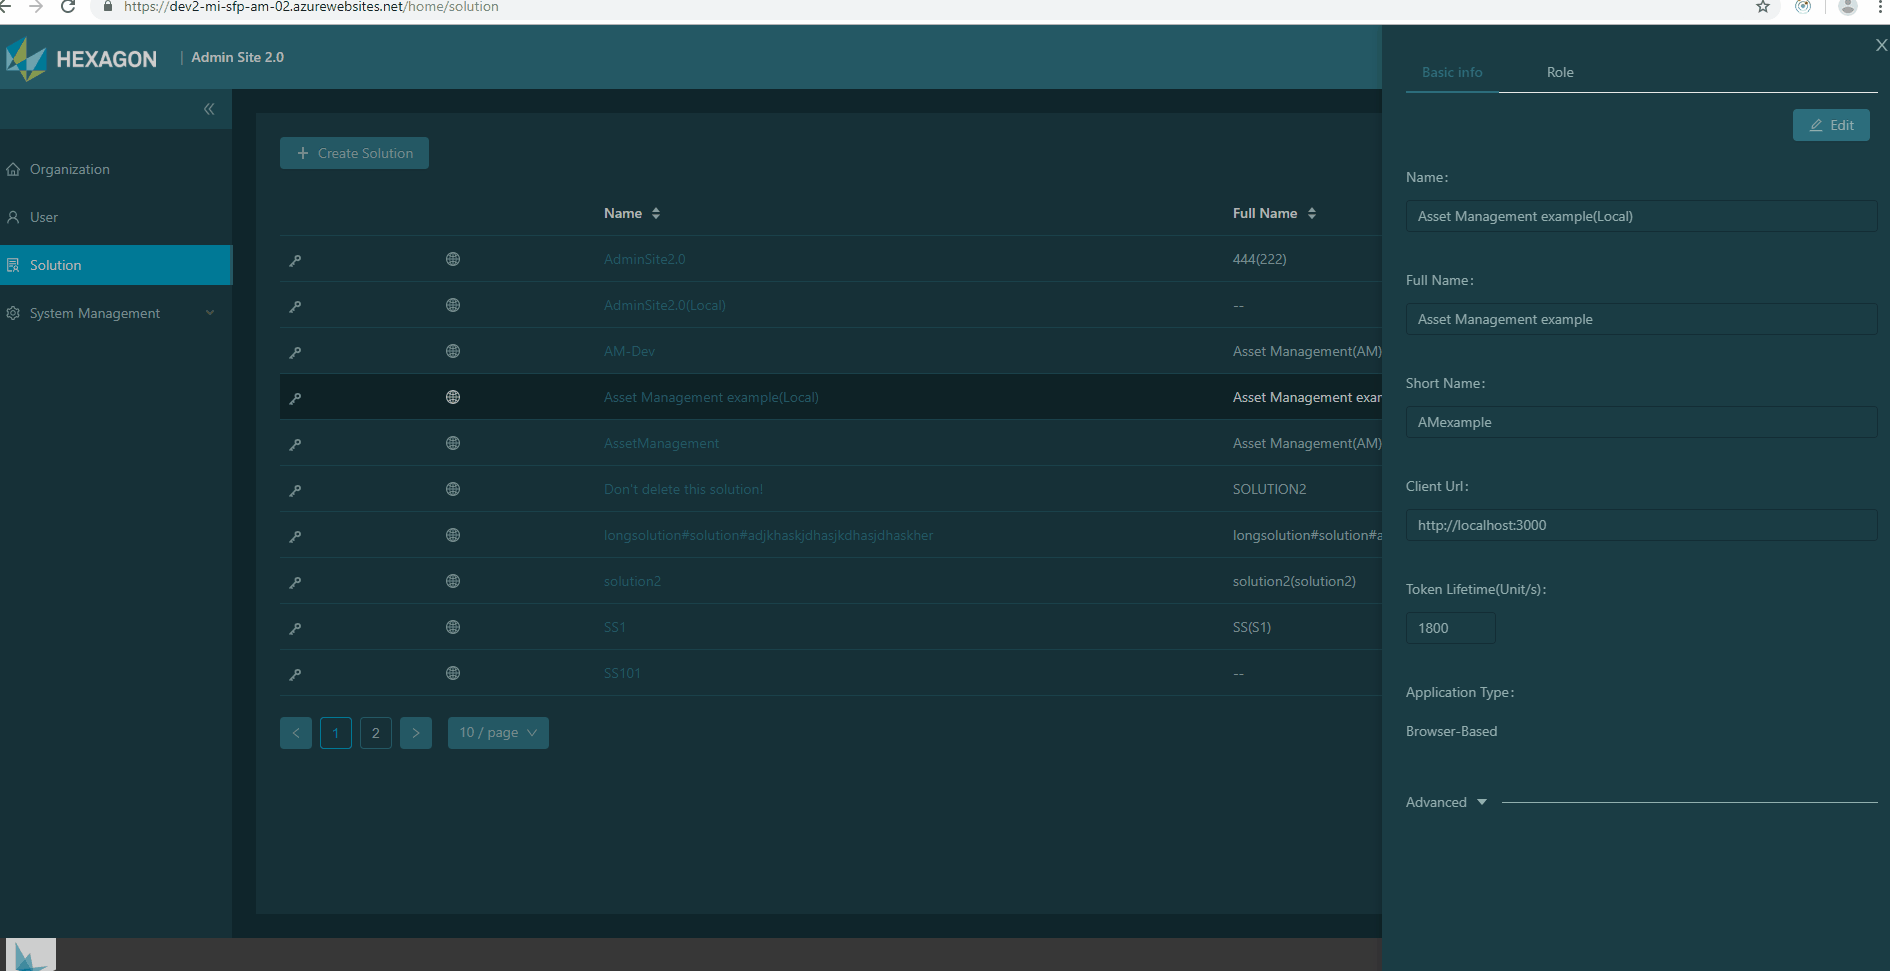 https://dev2-mi-sfp-am-02.azurewebsites.net/home/solution
HEXAGON | Admin Site 2.0
Organization
User
Solution
System Management
+ Create Solution
Name Full Name
AdminSite2.0 444(222)
AdminSite2.0(Local) --
AM-Dev Asset Management(AM)
Asset Management example(Local) Asset Management exar
AssetManagement Asset Management(AM)
Don't delete this solution! SOLUTION2
longsolution#solution#adjkhaskjdhasjkdhasjdhaskher longsolution#solution#a
solution2 solution2(solution2)
SS1 SS(S1)
SS101 --
< 1 2 > 10 / page
X
Basic info Role
Edit
Name:
Asset Management example(Local)
Full Name:
Asset Management example
Short Name:
AMexample
Client Url:
http://localhost:3000
Token Lifetime(Unit/s):
1800
Application Type:
Browser-Based
Advanced